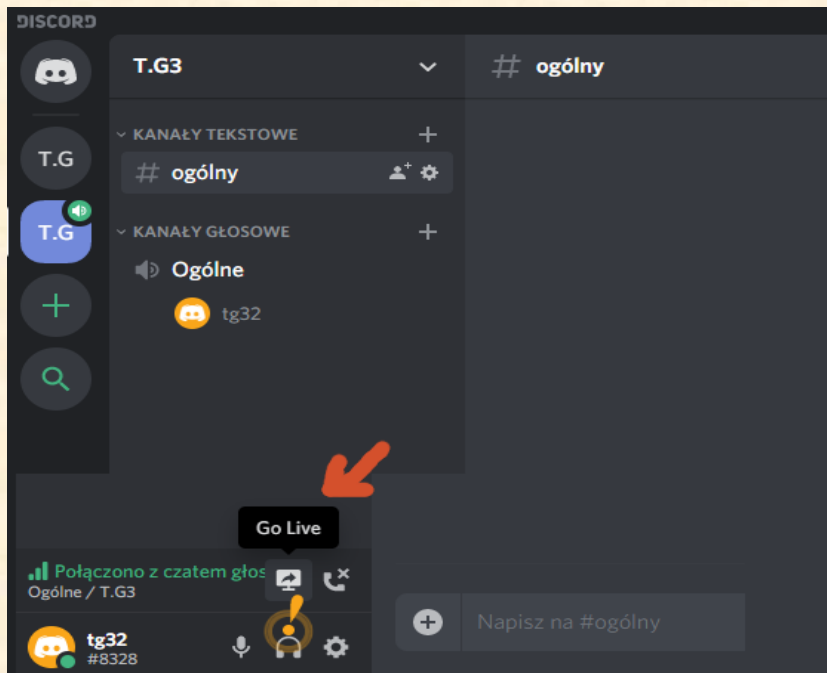 DISCORD
T.G3
# ogólny
T.G
KANAŁY TEKSTOWE
# ogólny
T.G
KANAŁY GŁOSOWE
Ogólne
tg32
Go Live
Połączono z czatem głos
Ogólne / T.G3
tg32
#8328
Napisz na #ogólny